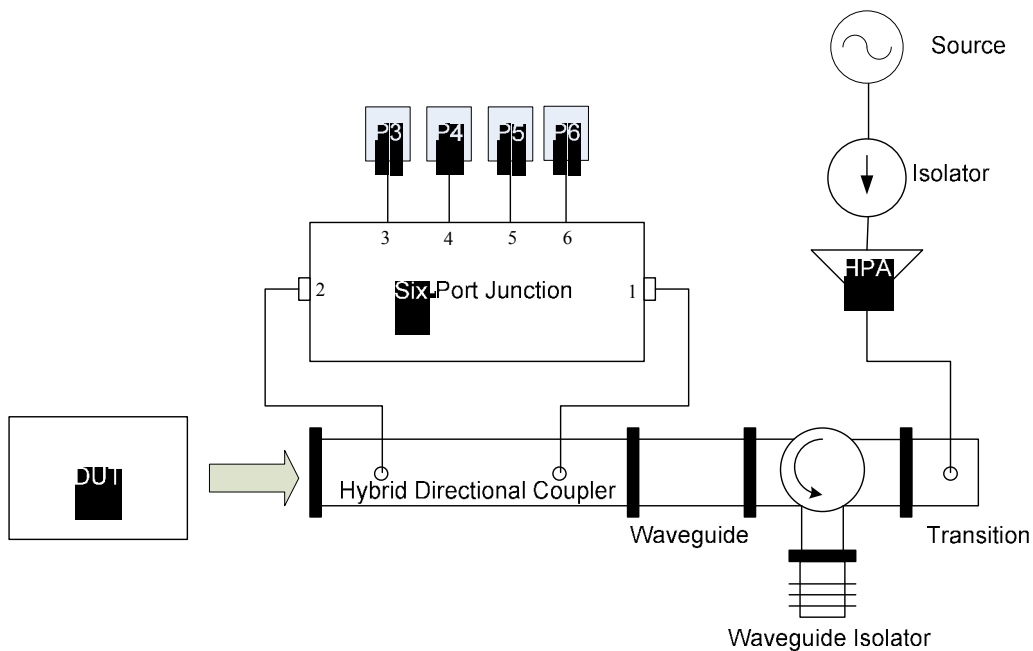 Source
P3 P4 P5 P6
Isolator
3 4 5 6
HPA
2 Six-Port Junction 1
DUT
Hybrid Directional Coupler
Waveguide
Transition
Waveguide Isolator